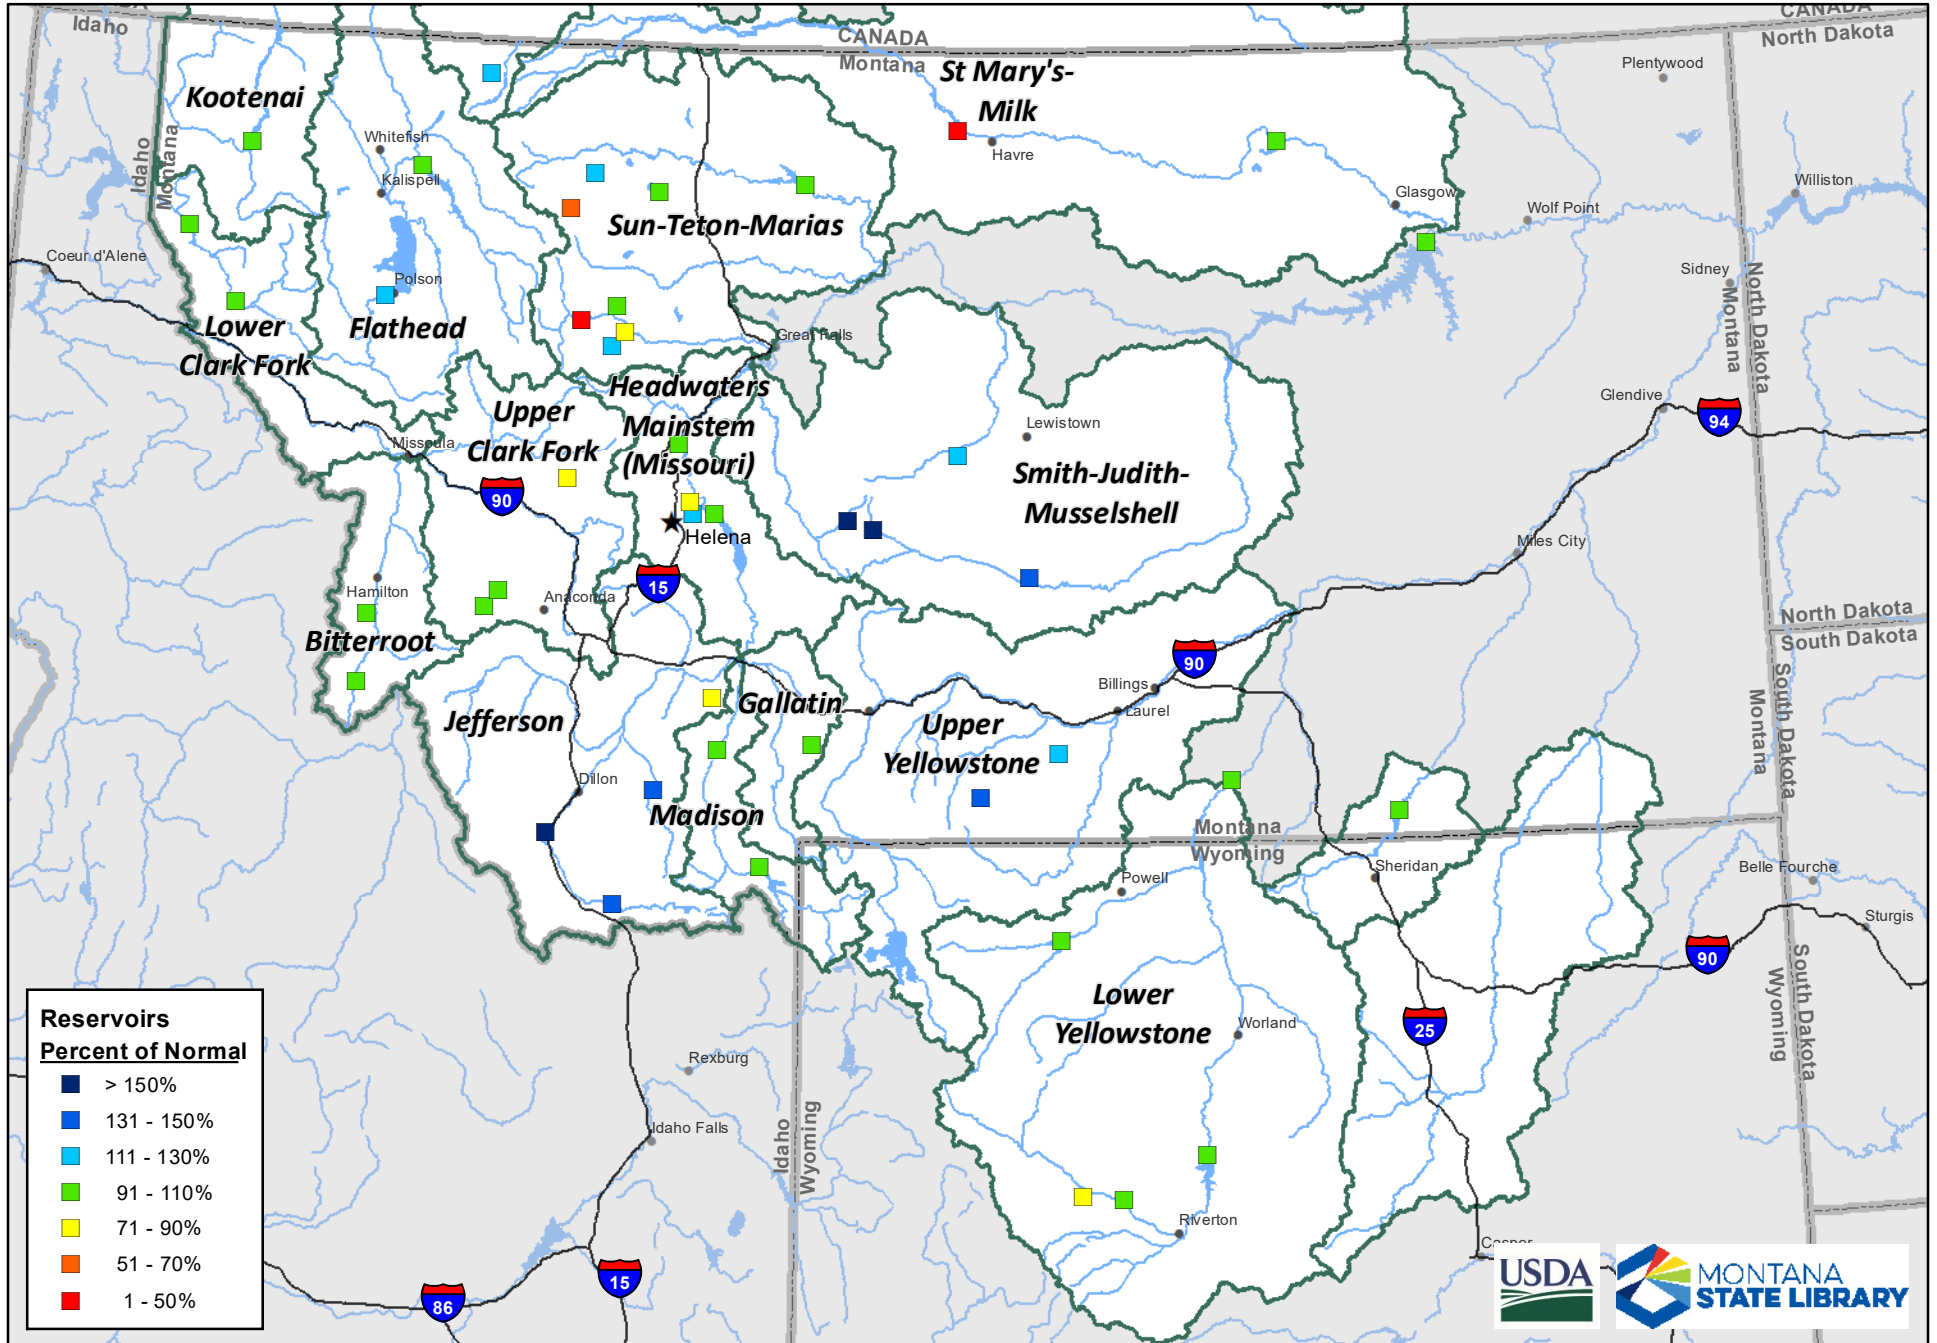 CANADA
Idaho
CANADA
Montana
CANADA
North Dakota
St Mary's-
Milk
Plentywood
Kootenai
Whitefish
Havre
Idaho
Montana
Kalispell
Glasgow
Williston
Wolf Point
Sun-Teton-Marias
Coeur d'Alene
Polson
Sidney
North Dakota
Montana
Lower
Clark Fork
Flathead
Great Falls
Headwaters
Mainstem
(Missouri)
Upper
Clark Fork
Glendive
94
Lewistown
Missoula
Smith-Judith-
Musselshell
90
Helena
Miles City
15
Hamilton
Anaconda
North Dakota
South Dakota
Bitterroot
90
Billings
Laurel
South Dakota
Montana
Jefferson
Gallatin
Upper
Yellowstone
Dillon
Madison
Montana
Wyoming
Sheridan
Powell
Belle Fourche
Sturgis
90
South Dakota
Wyoming
Lower
Yellowstone
Worland
25
Reservoirs
Percent of Normal
> 150%
131 - 150%
111 - 130%
91 - 110%
71 - 90%
51 - 70%
1 - 50%
Rexburg
Idaho Falls
Idaho
Wyoming
Riverton
Casper
15
86
USDA
MONTANA
STATE LIBRARY